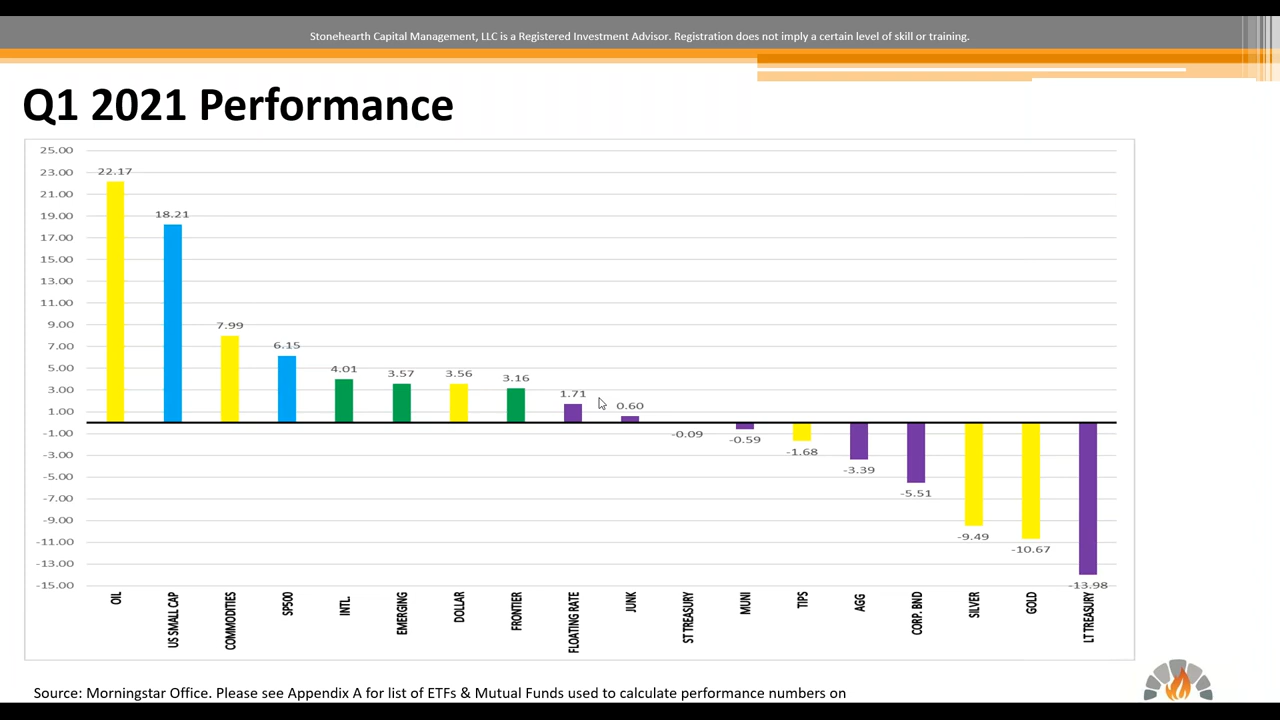 Stonehearth Capital Management, LLC is a Registered Investment Advisor. Registration does not imply a certain level of skill or training.
Q1 2021 Performance
25.00
23.00
21.00
19.00
17.00
15.00
13.00
11.00
9.00
7.00
5.00
3.00
1.00
-1.00
-3.00
-5.00
-7.00
-9.00
-11.00
-13.00
-15.00
22.17
18.21
7.99
6.15
4.01
3.57
3.56
3.16
1.71
0.60
-0.09
-0.59
-1.68
-3.39
-5.51
-9.49
-10.67
-13.98
OIL
US SMALL CAP
COMMODITIES
SP500
INTL.
EMERGING
DOLLAR
FRONTIER
FLOATING RATE
JUNK
ST TREASURY
MUNI
TIPS
AGG
CORP. BND
SILVER
GOLD
LT TREASURY
Source: Morningstar Office. Please see Appendix A for list of ETFs & Mutual Funds used to calculate performance numbers on